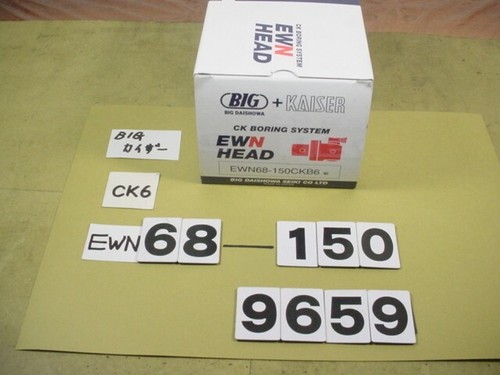 CK BORING SYSTEM
EWN
HEAD
BIG + KAISER
BIG DAISHOWA
CK BORING SYSTEM
EWN
HEAD
EWN68-150CKB6
BIG DAISHOWA SEIKI CO LTD
BIG
カイザー
CK6
EWN68-150
9659